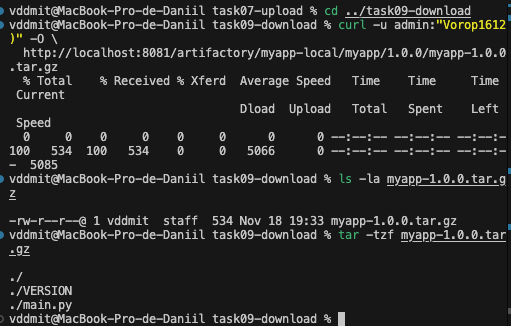 vddmit@MacBook-Pro-de-Daniil task07-upload % cd ../task09-download
vddmit@MacBook-Pro-de-Daniil task09-download % curl -u admin:"Vorop1612
)" -O \
  http://localhost:8081/artifactory/myapp-local/myapp/1.0.0/myapp-1.0.
0.tar.gz
  % Total    % Received % Xferd  Average Speed   Time    Time     Time
 Current
                                 Dload  Upload   Total   Spent    Left
 Speed
  0     0    0     0    0     0      0      0 --:--:-- --:--:-- --:--:--
100   534  100   534    0     0   5066      0 --:--:-- --:--:-- --:--:-
-  5085
vddmit@MacBook-Pro-de-Daniil task09-download % ls -la myapp-1.0.0.tar.g
z
-rw-r--r--@ 1 vddmit  staff  534 Nov 18 19:33 myapp-1.0.0.tar.gz
vddmit@MacBook-Pro-de-Daniil task09-download % tar -tzf myapp-1.0.0.tar
.gz
./
./VERSION
./main.py
vddmit@MacBook-Pro-de-Daniil task09-download %